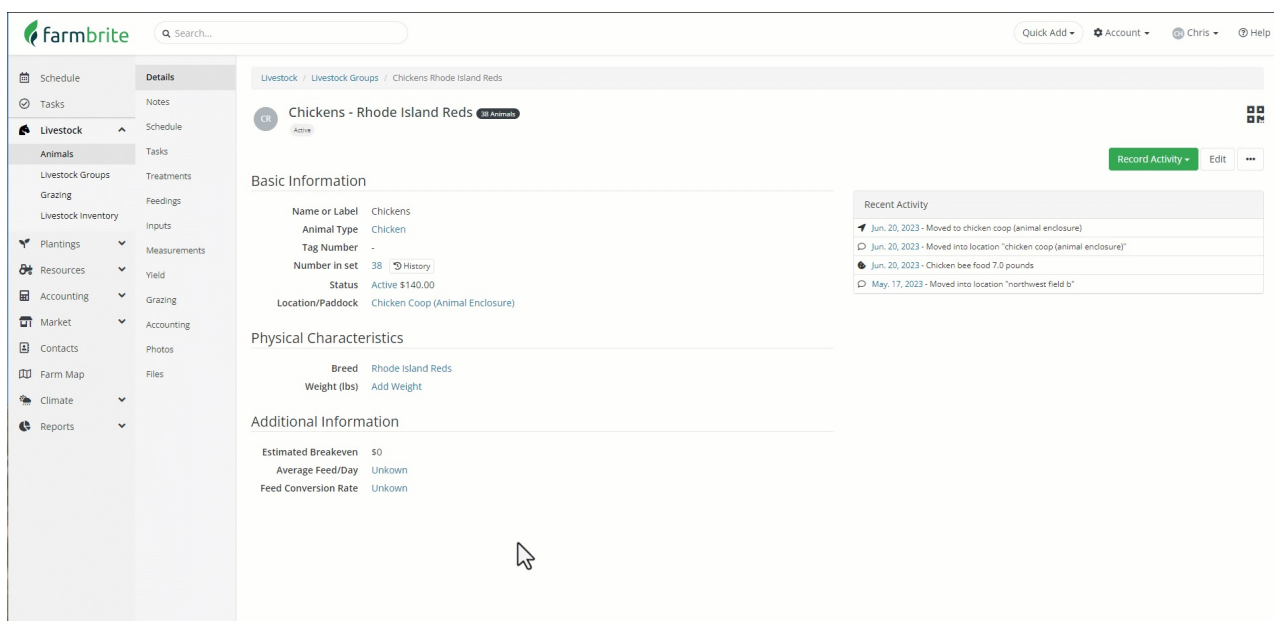 farmbrite
Search...
Quick Add
Account
CH Chris
Help
Schedule
Tasks
Livestock
Animals
Livestock Groups
Grazing
Livestock Inventory
Plantings
Resources
Accounting
Market
Contacts
Farm Map
Climate
Reports
Details
Notes
Schedule
Tasks
Treatments
Feedings
Inputs
Measurements
Yield
Grazing
Accounting
Photos
Files
Livestock / Livestock Groups / Chickens Rhode Island Reds
CR
Chickens - Rhode Island Reds 38 Animals
Active
Record Activity
Edit
Basic Information
Name or Label Chickens
Animal Type Chicken
Tag Number -
Number in set 38 History
Status Active $140.00
Location/Paddock Chicken Coop (Animal Enclosure)
Physical Characteristics
Breed Rhode Island Reds
Weight (lbs) Add Weight
Additional Information
Estimated Breakeven $0
Average Feed/Day Unkown
Feed Conversion Rate Unkown
Recent Activity
Jun. 20, 2023 - Moved to chicken coop (animal enclosure)
Jun. 20, 2023 - Moved into location "chicken coop (animal enclosure)"
Jun. 20, 2023 - Chicken bee food 7.0 pounds
May. 17, 2023 - Moved into location "northwest field b"